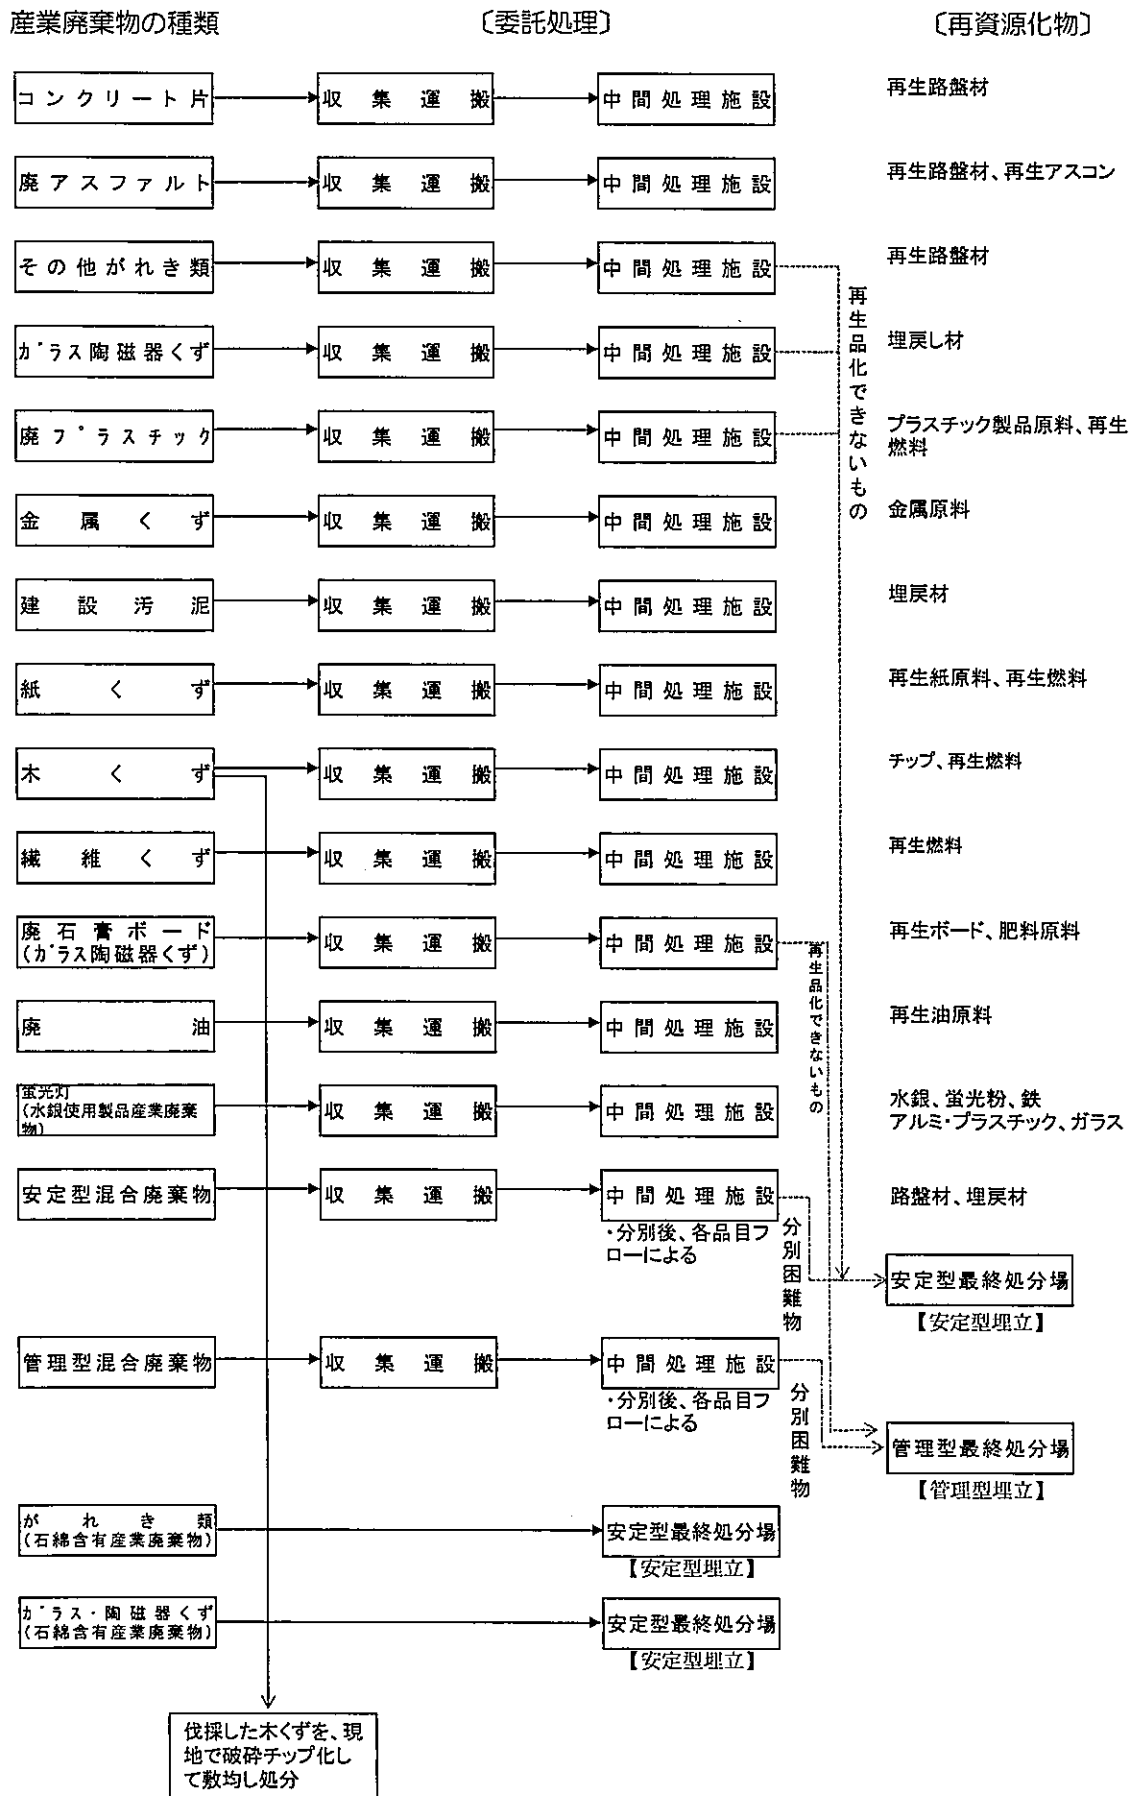 産業廃棄物の種類 〔委託処理〕 〔再資源化物〕
コンクリート片 収集運搬 中間処理施設 再生路盤材
廃アスファルト 収集運搬 中間処理施設 再生路盤材、再生アスコン
その他がれき類 収集運搬 中間処理施設 再生路盤材
再生品化できないもの
ガラス陶磁器くず 収集運搬 中間処理施設 埋戻し材
廃プラスチック 収集運搬 中間処理施設 プラスチック製品原料、再生
燃料
金属くず 収集運搬 中間処理施設 金属原料
建設汚泥 収集運搬 中間処理施設 埋戻材
紙くず 収集運搬 中間処理施設 再生紙原料、再生燃料
木くず 収集運搬 中間処理施設 チップ、再生燃料
繊維くず 収集運搬 中間処理施設 再生燃料
廃石膏ボード
(ガラス陶磁器くず) 収集運搬 中間処理施設 再生ボード、肥料原料
再生品化できないもの
廃油 収集運搬 中間処理施設 再生油原料
蛍光灯
(水銀使用製品産業廃棄
物) 収集運搬 中間処理施設 水銀、蛍光粉、鉄
アルミ・プラスチック、ガラス
安定型混合廃棄物 収集運搬 中間処理施設 路盤材、埋戻材
・分別後、各品目フ
ローによる
分別困難物
安定型最終処分場
【安定型埋立】
管理型混合廃棄物 収集運搬 中間処理施設
・分別後、各品目フ
ローによる
分別困難物
管理型最終処分場
【管理型埋立】
がれき類
(石綿含有産業廃棄物) 安定型最終処分場
【安定型埋立】
ガラス・陶磁器くず
(石綿含有産業廃棄物) 安定型最終処分場
【安定型埋立】
伐採した木くずを、現
地で破砕チップ化し
て敷均し処分